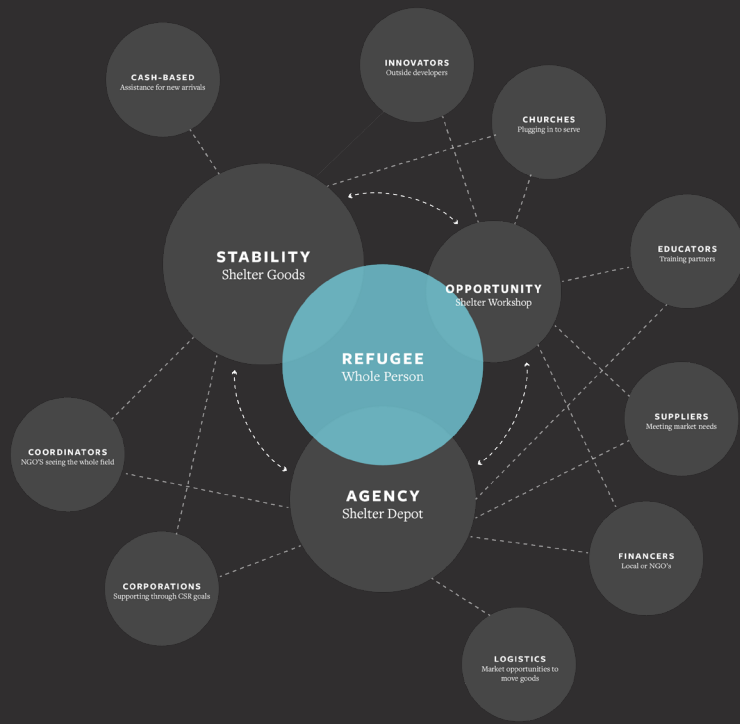 INNOVATORS
Outside developers
CASH-BASED
Assistance for new arrivals
CHURCHES
Plugging in to serve
EDUCATORS
Training partners
STABILITY
Shelter Goods
OPPORTUNITY
Shelter Workshop
REFUGEE
Whole Person
SUPPLIERS
Meeting market needs
COORDINATORS
NGO'S seeing the whole field
AGENCY
Shelter Depot
FINANCERS
Local or NGO's
CORPORATIONS
Supporting through CSR goals
LOGISTICS
Market opportunities to
move goods